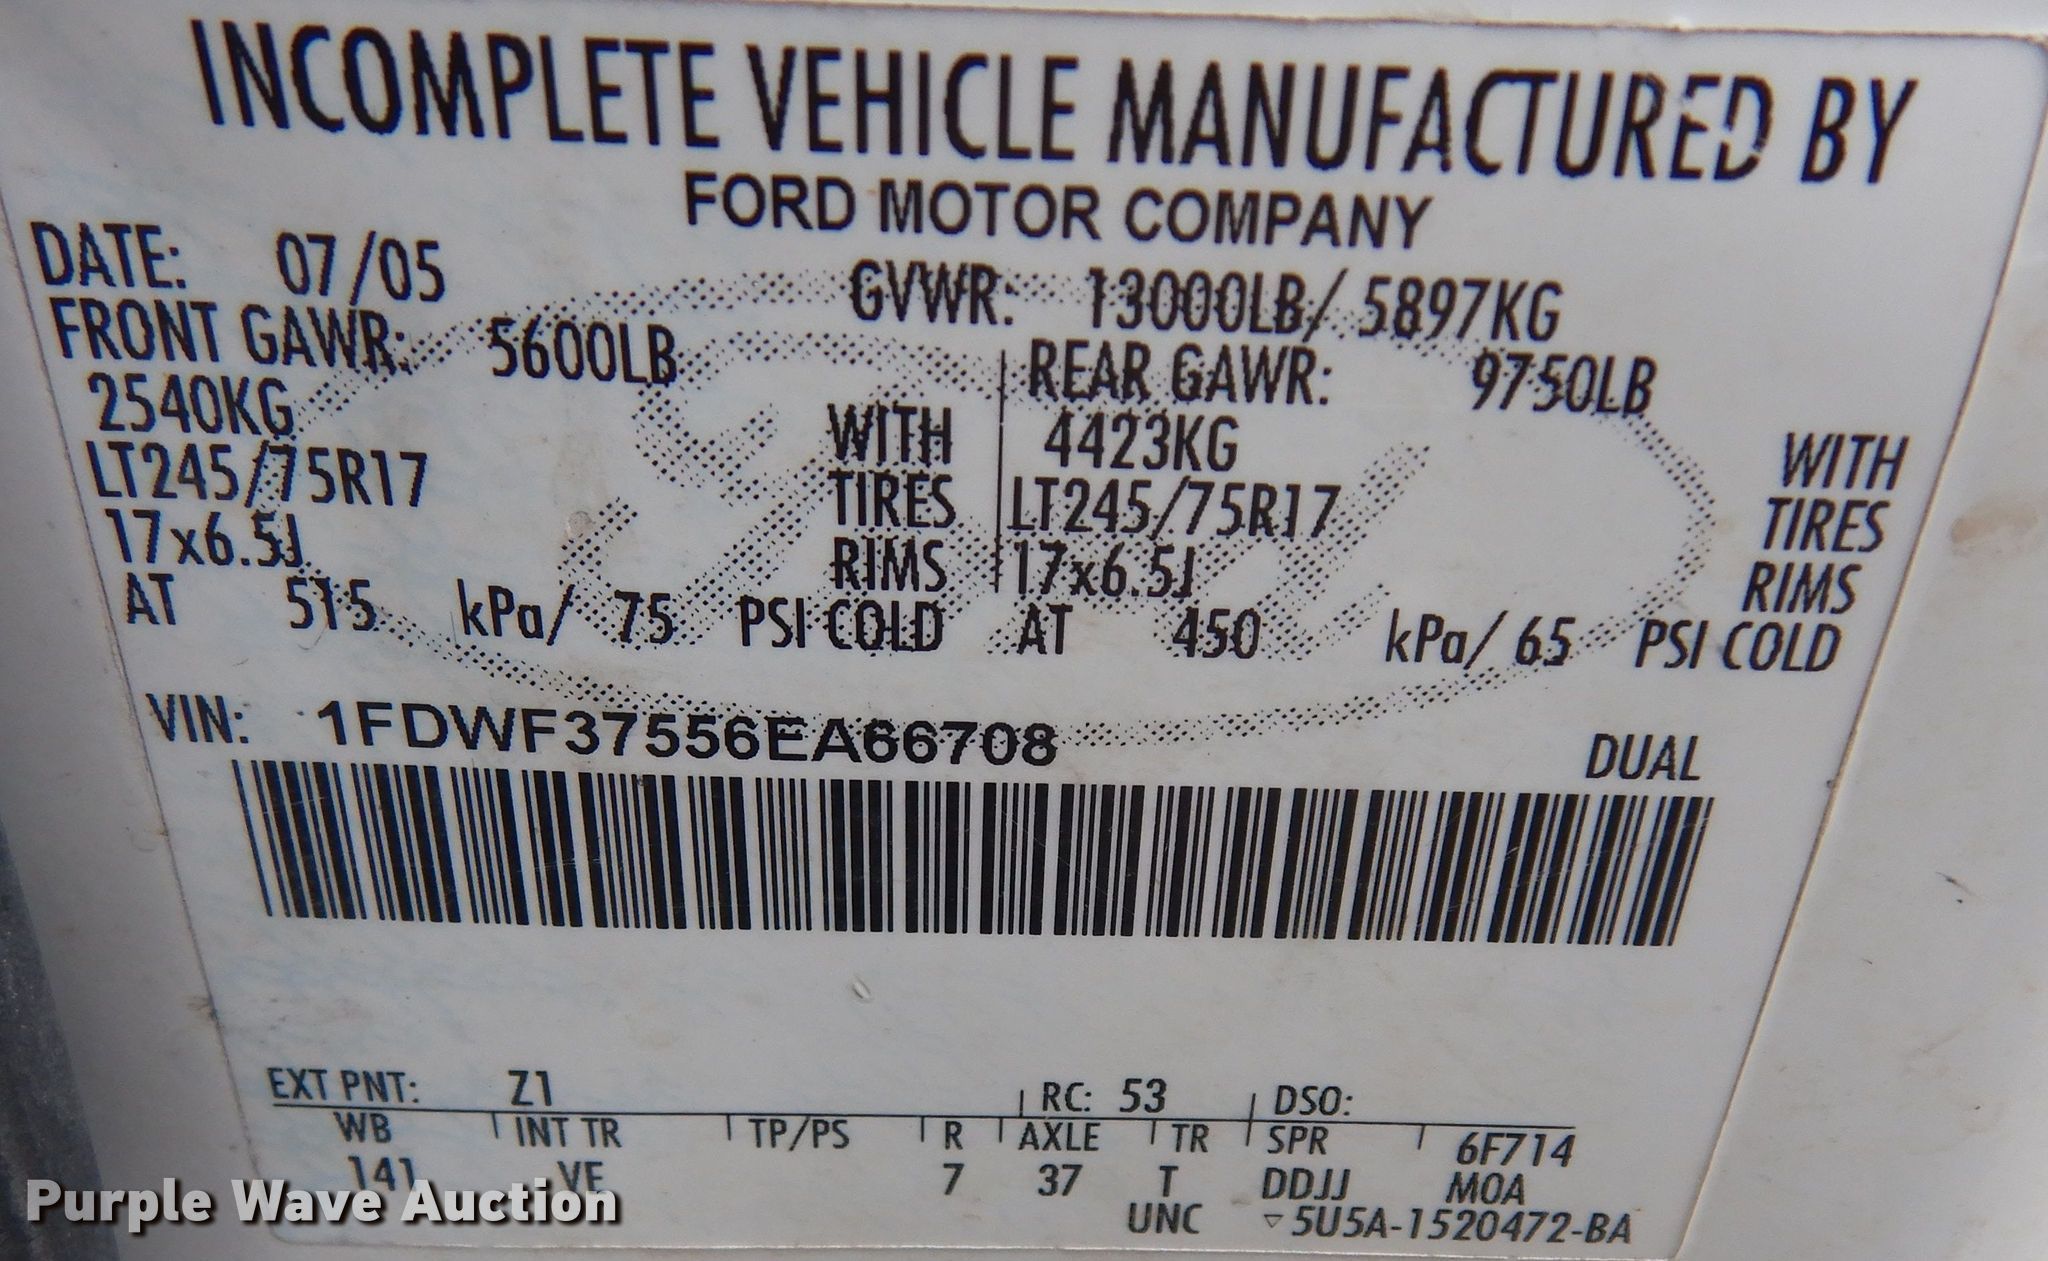 INCOMPLETE VEHICLE MANUFACTURED BY
FORD MOTOR COMPANY
DATE: 07/05 GVWR: 13000LB/ 5897KG
FRONT GAWR: 5600LB REAR GAWR: 9750LB
2540KG WITH 4423KG WITH
LT245/75R17 TIRES LT245/75R17 TIRES
17x6.5J RIMS 17x6.5J RIMS
AT 515 kPa/ 75 PSI COLD AT 450 kPa/ 65 PSI COLD
VIN: 1FDWF37556EA66708 DUAL
EXT PNT: Z1 RC: 53 DSO:
WB INT TR TP/PS R AXLE TR SPR 6F714
141 VE 7 37 T DDJJ MOA
UNC ▽5U5A-1520472-BA
Purple Wave Auction